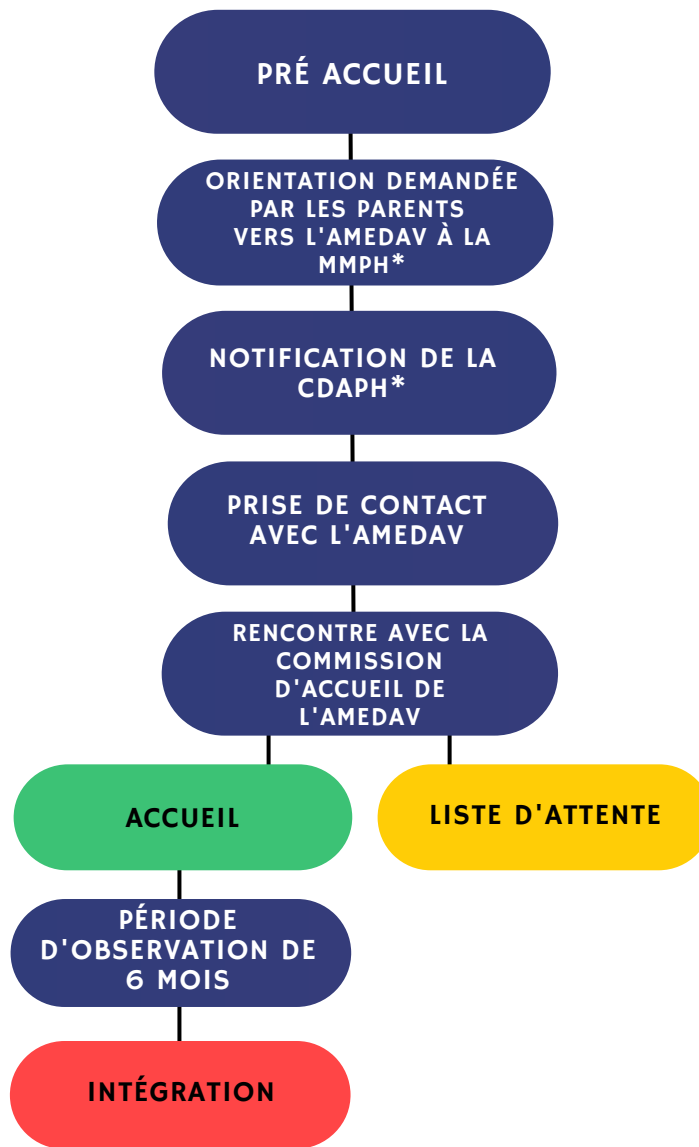 PRÉ ACCUEIL
ORIENTATION DEMANDÉE
PAR LES PARENTS
VERS L'AMEDAV À LA
MMPH*
NOTIFICATION DE LA
CDAPH*
PRISE DE CONTACT
AVEC L'AMEDAV
RENCONTRE AVEC LA
COMMISSION
D'ACCUEIL DE
L'AMEDAV
ACCUEIL
LISTE D'ATTENTE
PÉRIODE
D'OBSERVATION DE
6 MOIS
INTÉGRATION